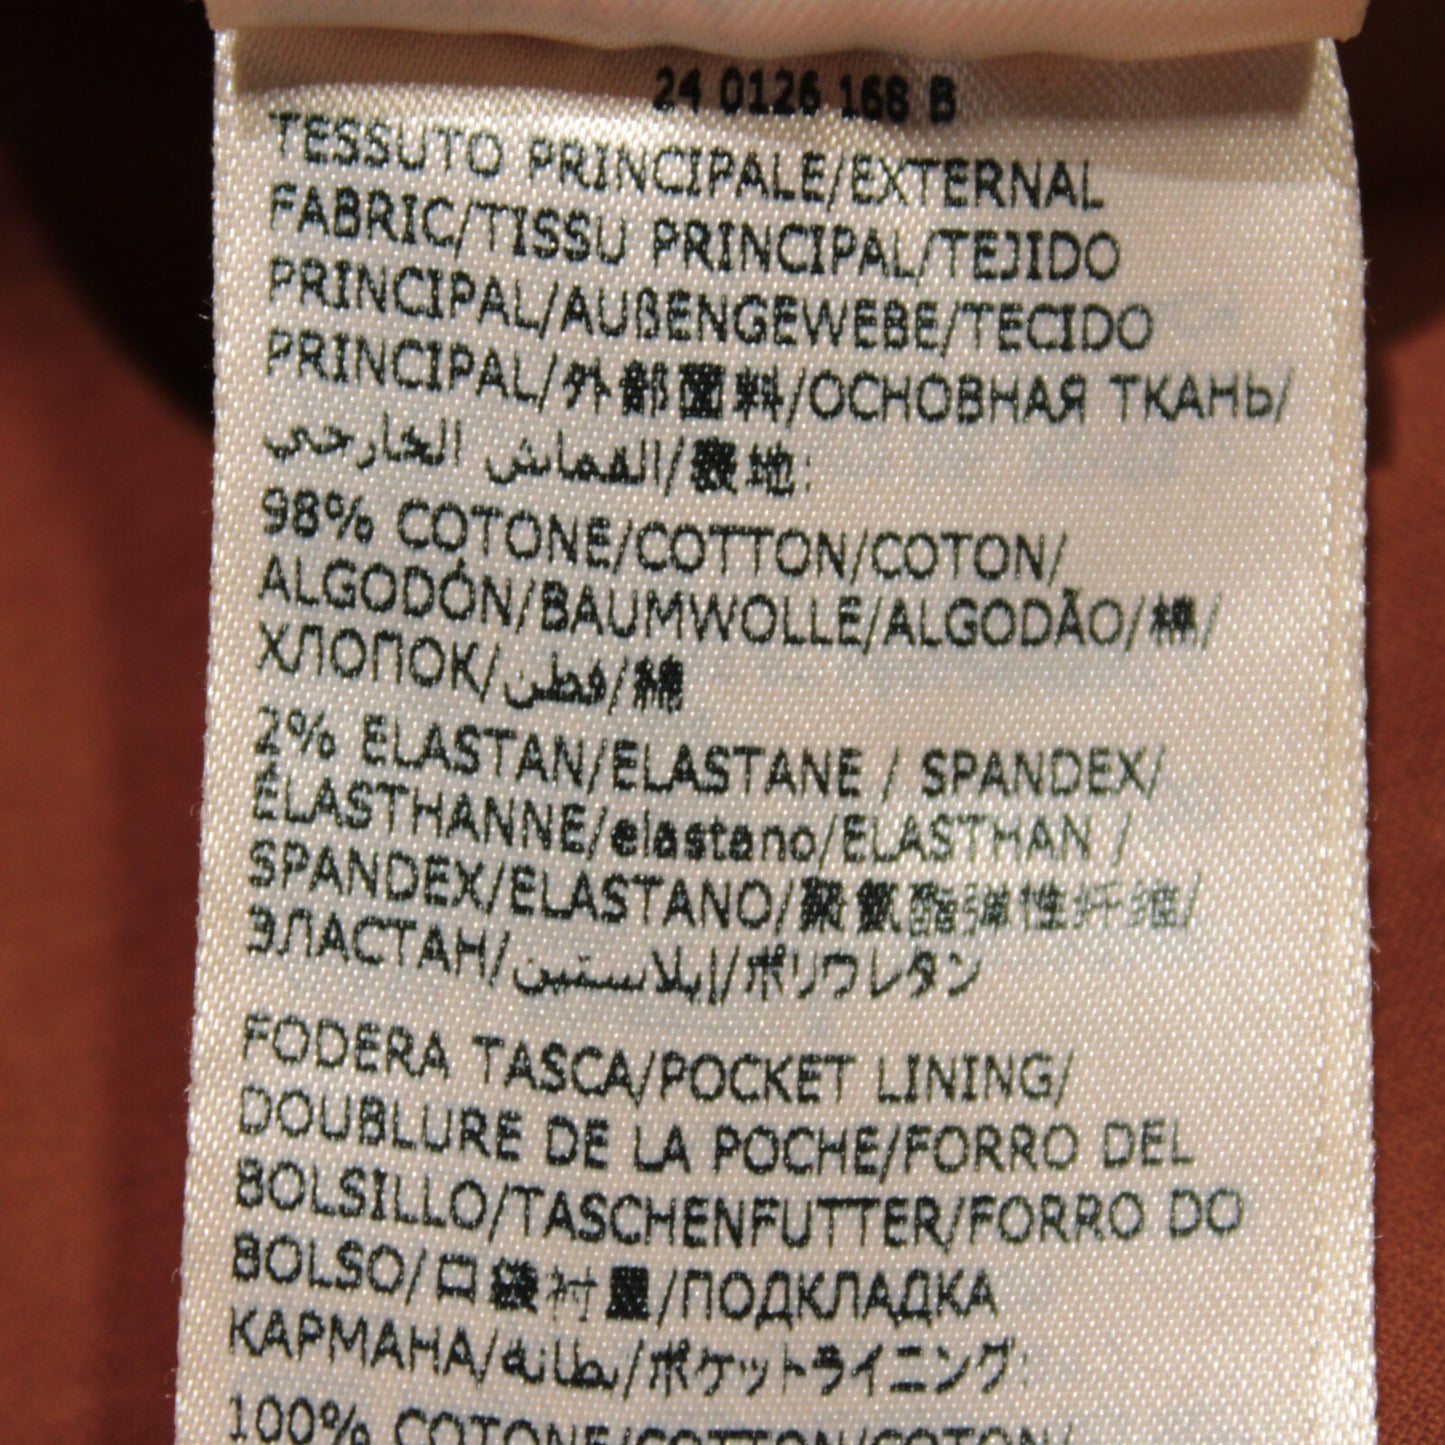 24 0126 168 B
TESSUTO PRINCIPALE/EXTERNAL
FABRIC/TISSU PRINCIPAL/TEJIDO
PRINCIPAL/AUßENGEWEBE/TECIDO
PRINCIPAL/外部面料/ОСНОВНАЯ ТКАНЬ/
القماش الخارجي/表地:
98% COTONE/COTTON/COTON/
ALGODÓN/BAUMWOLLE/ALGODÃO/棉/
ХЛОПОК/قطن/綿
2% ELASTAN/ELASTANE / SPANDEX/
ÉLASTHANNE/elastano/ELASTHAN /
SPANDEX/ELASTANO/聚氨酯弹性纤维/
ЭЛАСТАН/إيلاستين/ポリウレタン
FODERA TASCA/POCKET LINING/
DOUBLURE DE LA POCHE/FORRO DEL
BOLSILLO/TASCHENFUTTER/FORRO DO
BOLSO/口袋衬里/ПОДКЛАДКА
КАРМАНА/بطانة/ポケットライニング:
100% COTONE/COTTON/COTON/